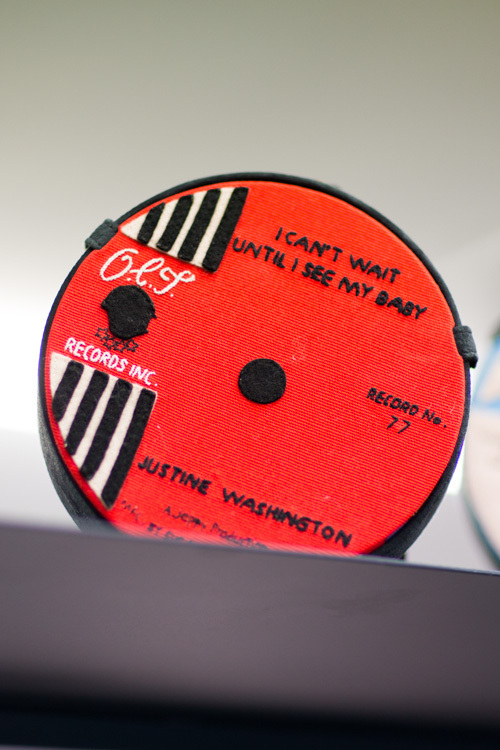 I CAN'T WAIT
UNTIL I SEE MY BABY
O.L.P.
RECORDS INC.
RECORD No.
77
JUSTINE WASHINGTON